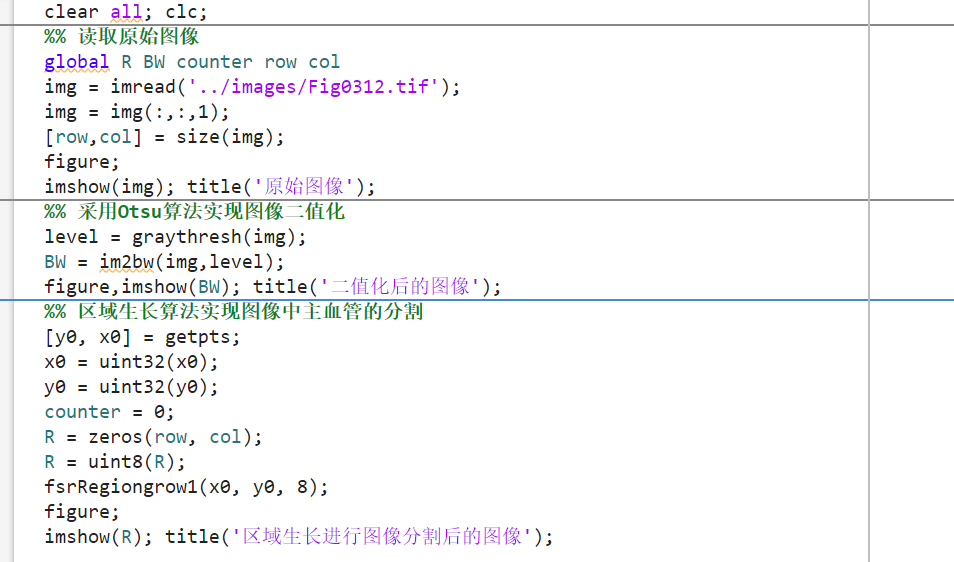 clear all; clc;
%% 读取原始图像
global R BW counter row col
img = imread('../images/Fig0312.tif');
img = img(:,:,1);
[row,col] = size(img);
figure;
imshow(img); title('原始图像');
%% 采用Otsu算法实现图像二值化
level = graythresh(img);
BW = im2bw(img,level);
figure,imshow(BW); title('二值化后的图像');
%% 区域生长算法实现图像中主血管的分割
[y0, x0] = getpts;
x0 = uint32(x0);
y0 = uint32(y0);
counter = 0;
R = zeros(row, col);
R = uint8(R);
fsrRegiongrow1(x0, y0, 8);
figure;
imshow(R); title('区域生长进行图像分割后的图像');